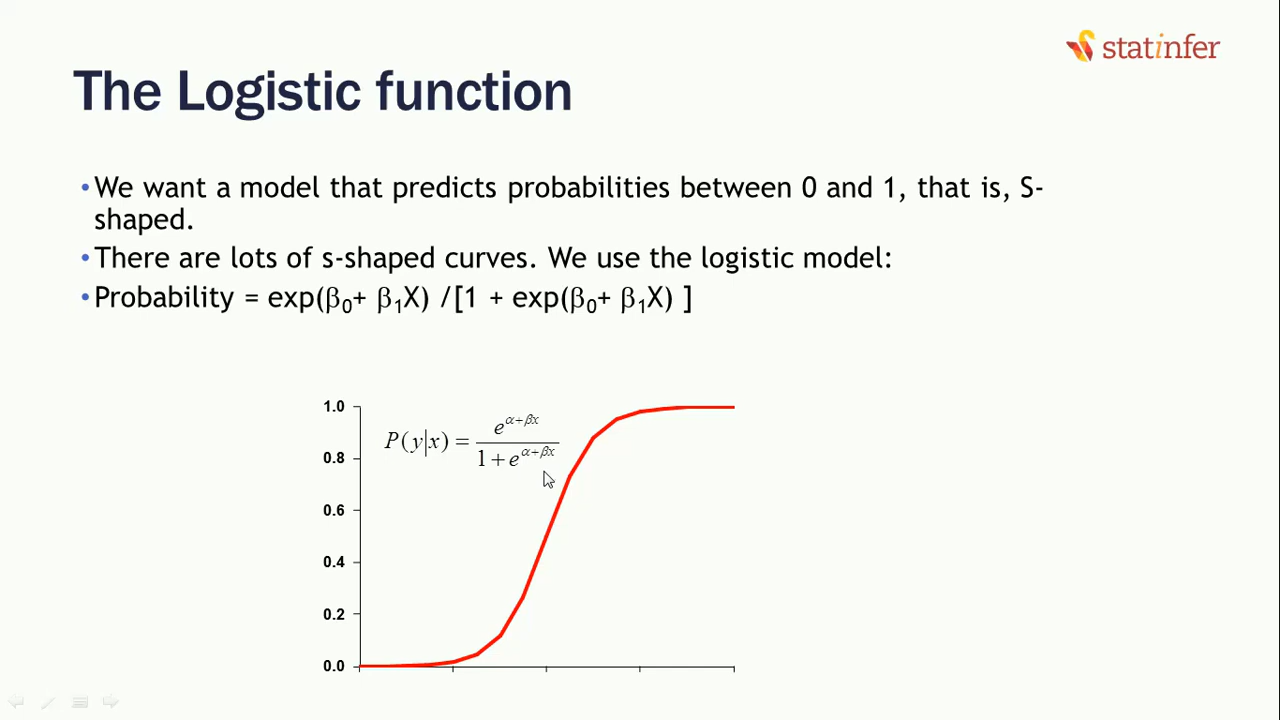 statinfer
The Logistic function
•We want a model that predicts probabilities between 0 and 1, that is, S-
shaped.
•There are lots of s-shaped curves. We use the logistic model:
•Probability = exp(β₀+ β₁X) /[1 + exp(β₀+ β₁X) ]
1.0
P(y|x) = e^(α+βx) / (1+e^(α+βx))
0.8
0.6
0.4
0.2
0.0